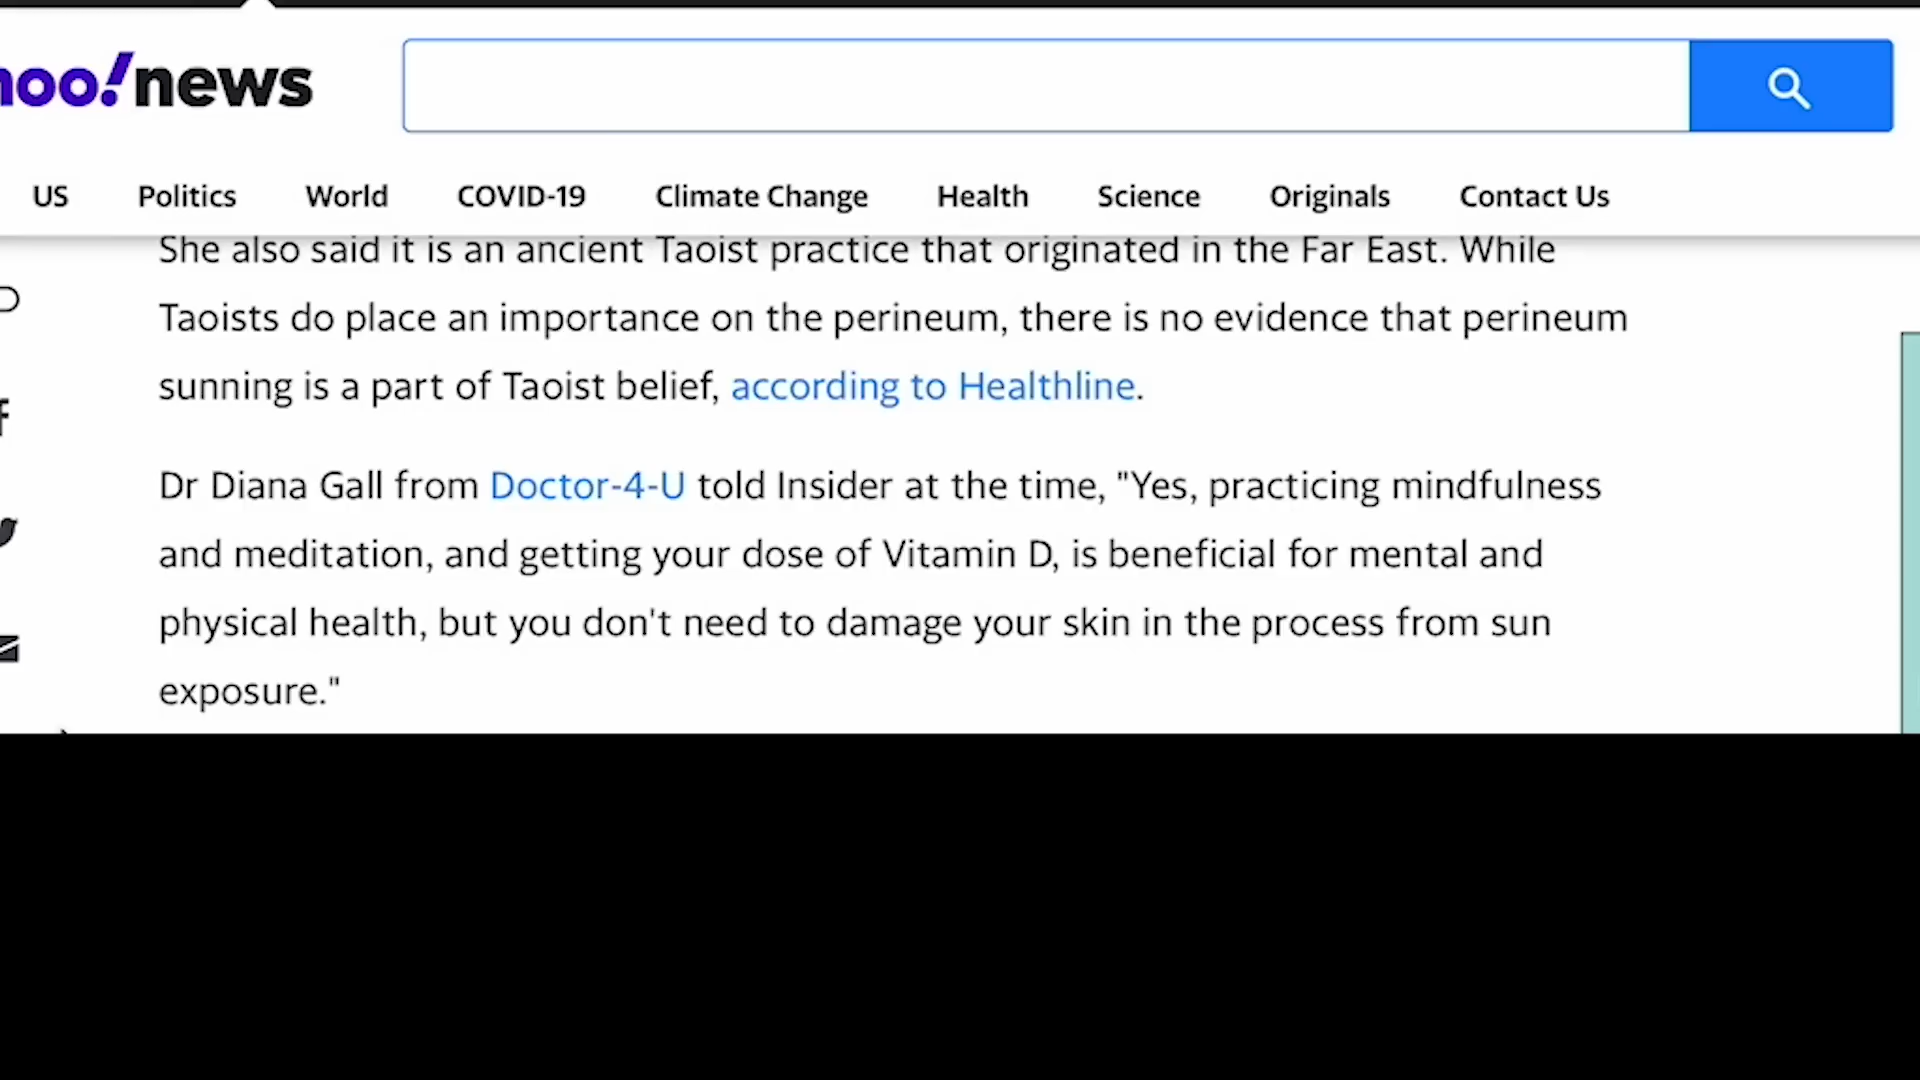 hoo!news
US Politics World COVID-19 Climate Change Health Science Originals Contact Us
She also said it is an ancient Taoist practice that originated in the Far East. While
Taoists do place an importance on the perineum, there is no evidence that perineum
sunning is a part of Taoist belief, according to Healthline.
Dr Diana Gall from Doctor-4-U told Insider at the time, "Yes, practicing mindfulness
and meditation, and getting your dose of Vitamin D, is beneficial for mental and
physical health, but you don't need to damage your skin in the process from sun
exposure."